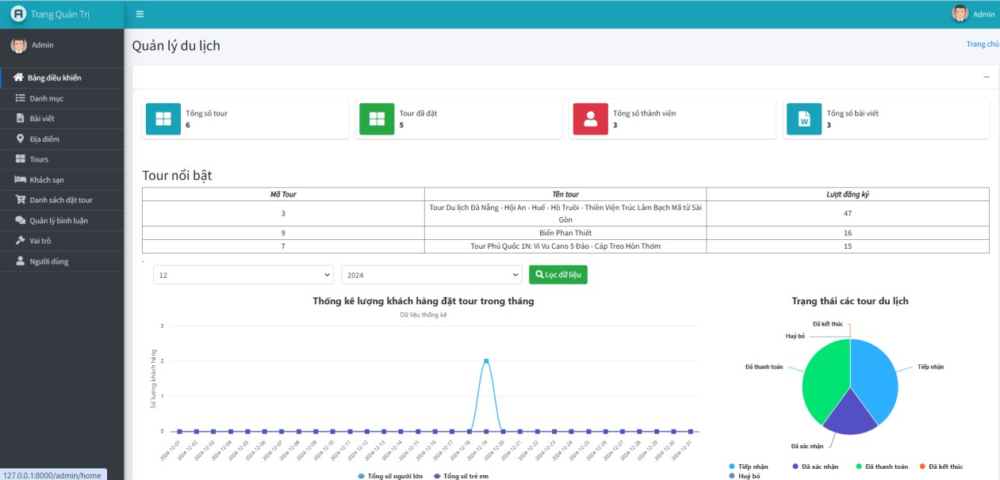 Trang Quản Trị
Admin
Admin
Quản lý du lịch
Trang chủ
Bảng điều khiển
Danh mục
Bài viết
Địa điểm
Tours
Khách sạn
Danh sách đặt tour
Quản lý bình luận
Vai trò
Người dùng
Tổng số tour
6
Tour đã đặt
5
Tổng số thành viên
3
Tổng số bài viết
3
Tour nổi bật
Mã Tour Tên tour Lượt đăng ký
3 Tour Du lịch Đà Nẵng - Hội An - Huế - Hồ Truồi - Thiền Viện Trúc Lâm Bạch Mã từ Sài Gòn 47
9 Biển Phan Thiết 16
7 Tour Phú Quốc 1N: Vi Vu Cano 5 Đảo - Cáp Treo Hòn Thơm 15
.
12 2024 Lọc dữ liệu
Thống kê lượng khách hàng đặt tour trong tháng
Dữ liệu thống kê
Số lượng khách hàng
3
2
1
0
2024-12-01
2024-12-02
2024-12-03
2024-12-04
2024-12-05
2024-12-06
2024-12-07
2024-12-08
2024-12-09
2024-12-10
2024-12-11
2024-12-12
2024-12-13
2024-12-14
2024-12-15
2024-12-16
2024-12-17
2024-12-18
2024-12-19
2024-12-20
2024-12-21
2024-12-22
2024-12-23
2024-12-24
2024-12-25
2024-12-26
2024-12-27
2024-12-28
2024-12-29
2024-12-30
2024-12-31
Tổng số người lớn Tổng số trẻ em
Trạng thái các tour du lịch
Đã kết thúc
Huỷ bỏ
Đã thanh toán
Tiếp nhận
Đã xác nhận
Tiếp nhận Đã xác nhận Đã thanh toán Đã kết thúc
Huỷ bỏ
127.0.0.1:8000/admin/home